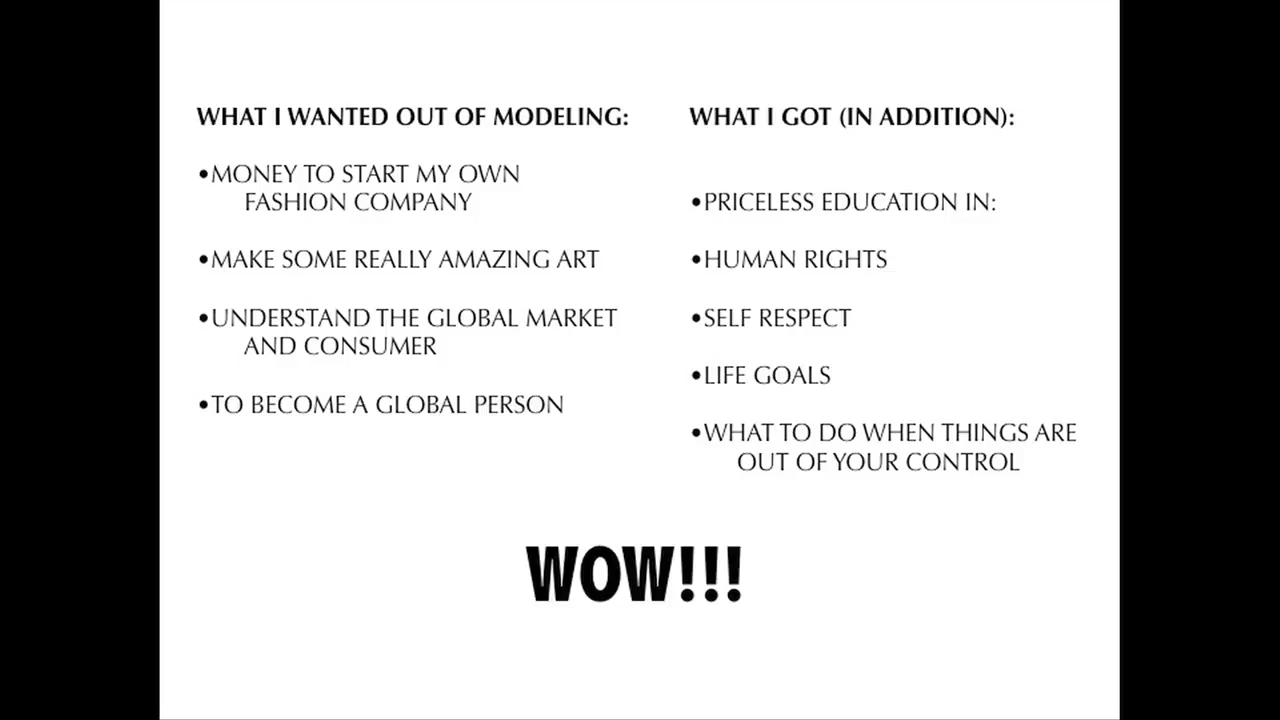 WHAT I WANTED OUT OF MODELING:
•MONEY TO START MY OWN
FASHION COMPANY
•MAKE SOME REALLY AMAZING ART
•UNDERSTAND THE GLOBAL MARKET
AND CONSUMER
•TO BECOME A GLOBAL PERSON
WHAT I GOT (IN ADDITION):
•PRICELESS EDUCATION IN:
•HUMAN RIGHTS
•SELF RESPECT
•LIFE GOALS
•WHAT TO DO WHEN THINGS ARE
OUT OF YOUR CONTROL
WOW!!!